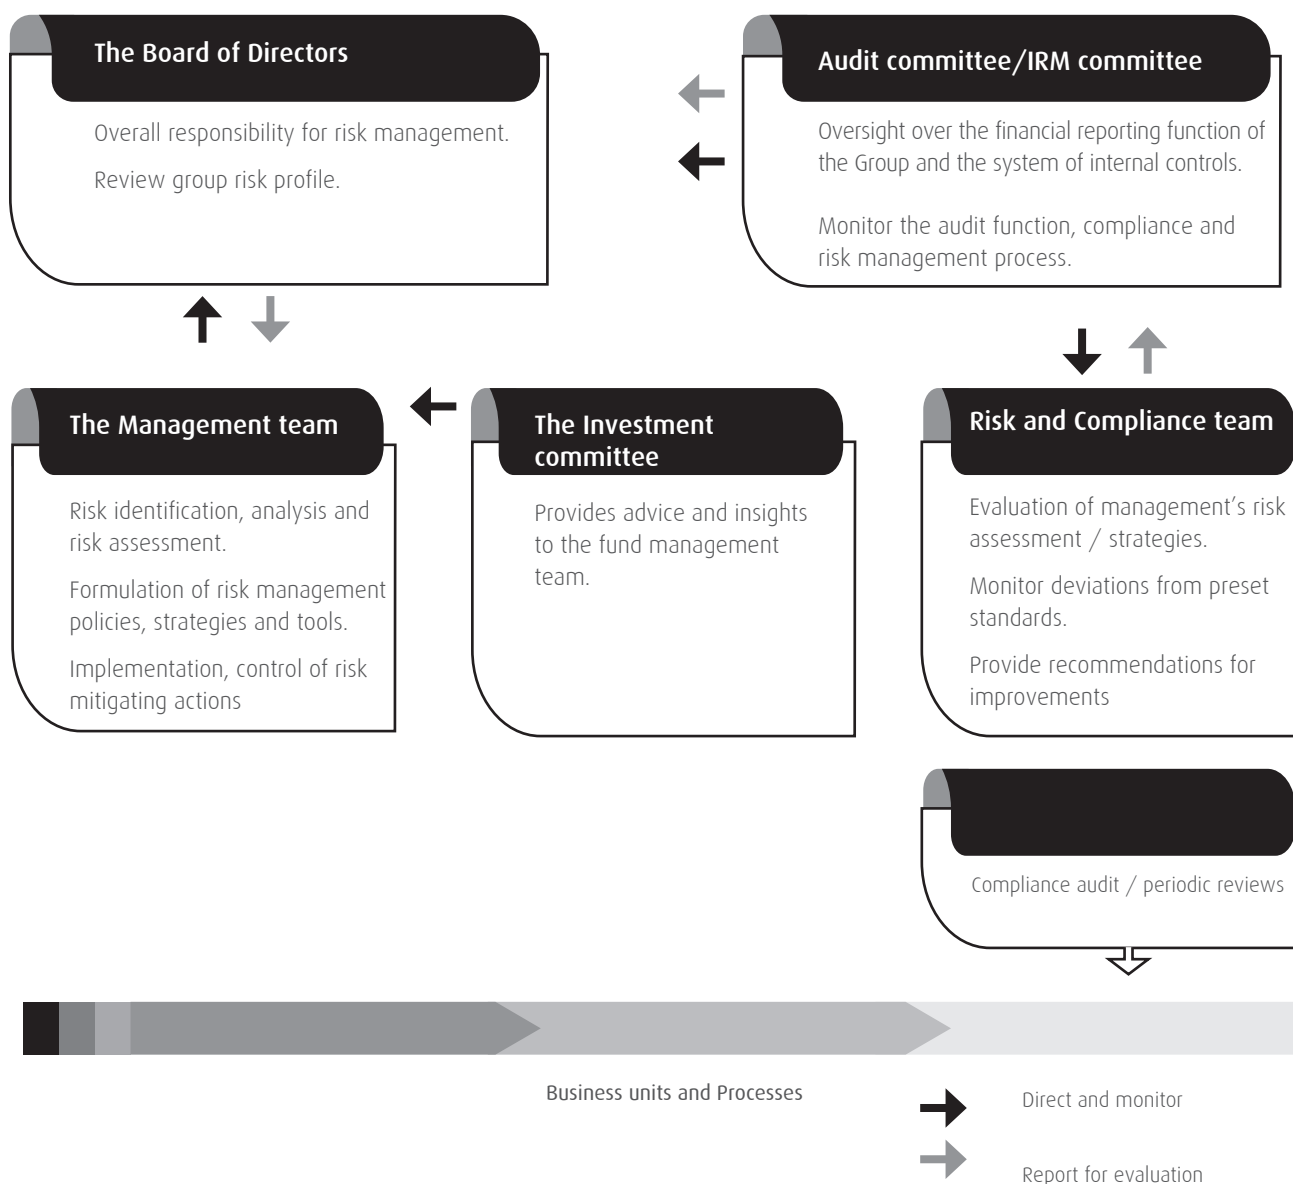 The Board of Directors
Overall responsibility for risk management.
Review group risk profile.
Audit committee/IRM committee
Oversight over the financial reporting function of
the Group and the system of internal controls.
Monitor the audit function, compliance and
risk management process.
The Management team
Risk identification, analysis and
risk assessment.
Formulation of risk management
policies, strategies and tools.
Implementation, control of risk
mitigating actions
The Investment
committee
Provides advice and insights
to the fund management
team.
Risk and Compliance team
Evaluation of management’s risk
assessment / strategies.
Monitor deviations from preset
standards.
Provide recommendations for
improvements
Compliance audit / periodic reviews
Business units and Processes
Direct and monitor
Report for evaluation